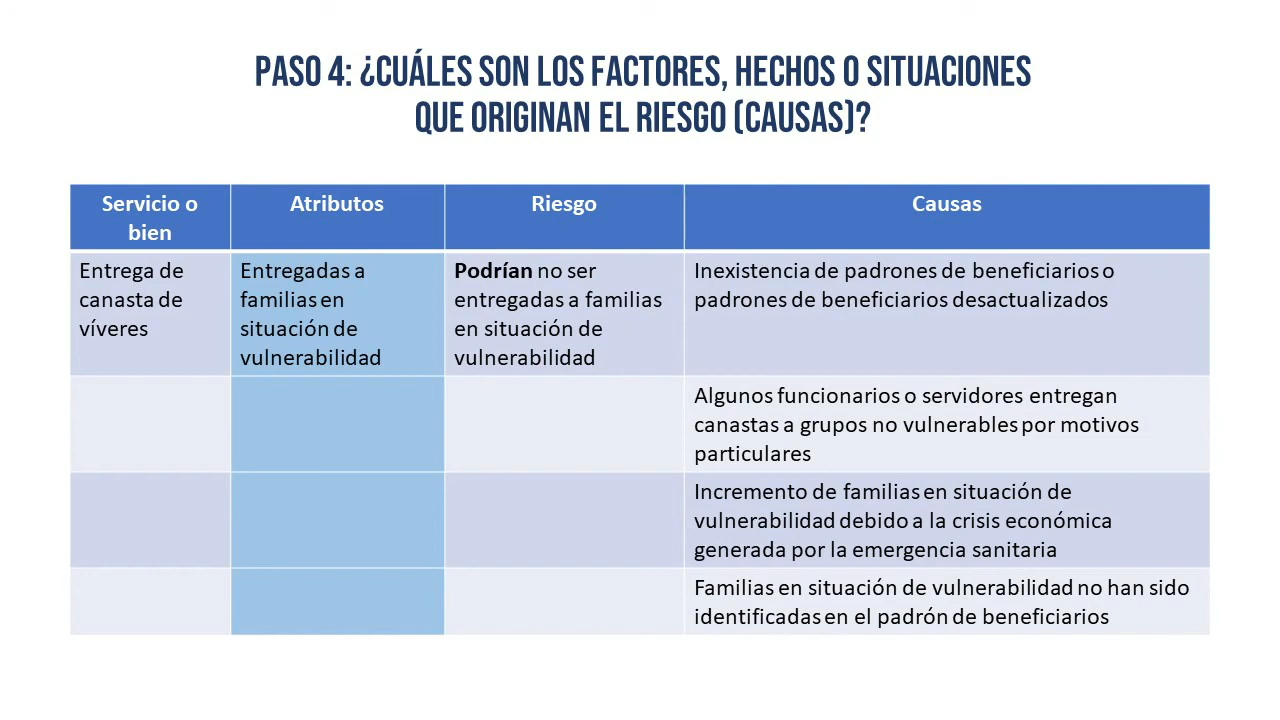 PASO 4: ¿CUÁLES SON LOS FACTORES, HECHOS O SITUACIONES
QUE ORIGINAN EL RIESGO (CAUSAS)?
Servicio o
bien
Atributos
Riesgo
Causas
Entrega de
canasta de
víveres
Entregadas a
familias en
situación de
vulnerabilidad
Podrían no ser
entregadas a familias
en situación de
vulnerabilidad
Inexistencia de padrones de beneficiarios o
padrones de beneficiarios desactualizados
Algunos funcionarios o servidores entregan
canastas a grupos no vulnerables por motivos
particulares
Incremento de familias en situación de
vulnerabilidad debido a la crisis económica
generada por la emergencia sanitaria
Familias en situación de vulnerabilidad no han sido
identificadas en el padrón de beneficiarios